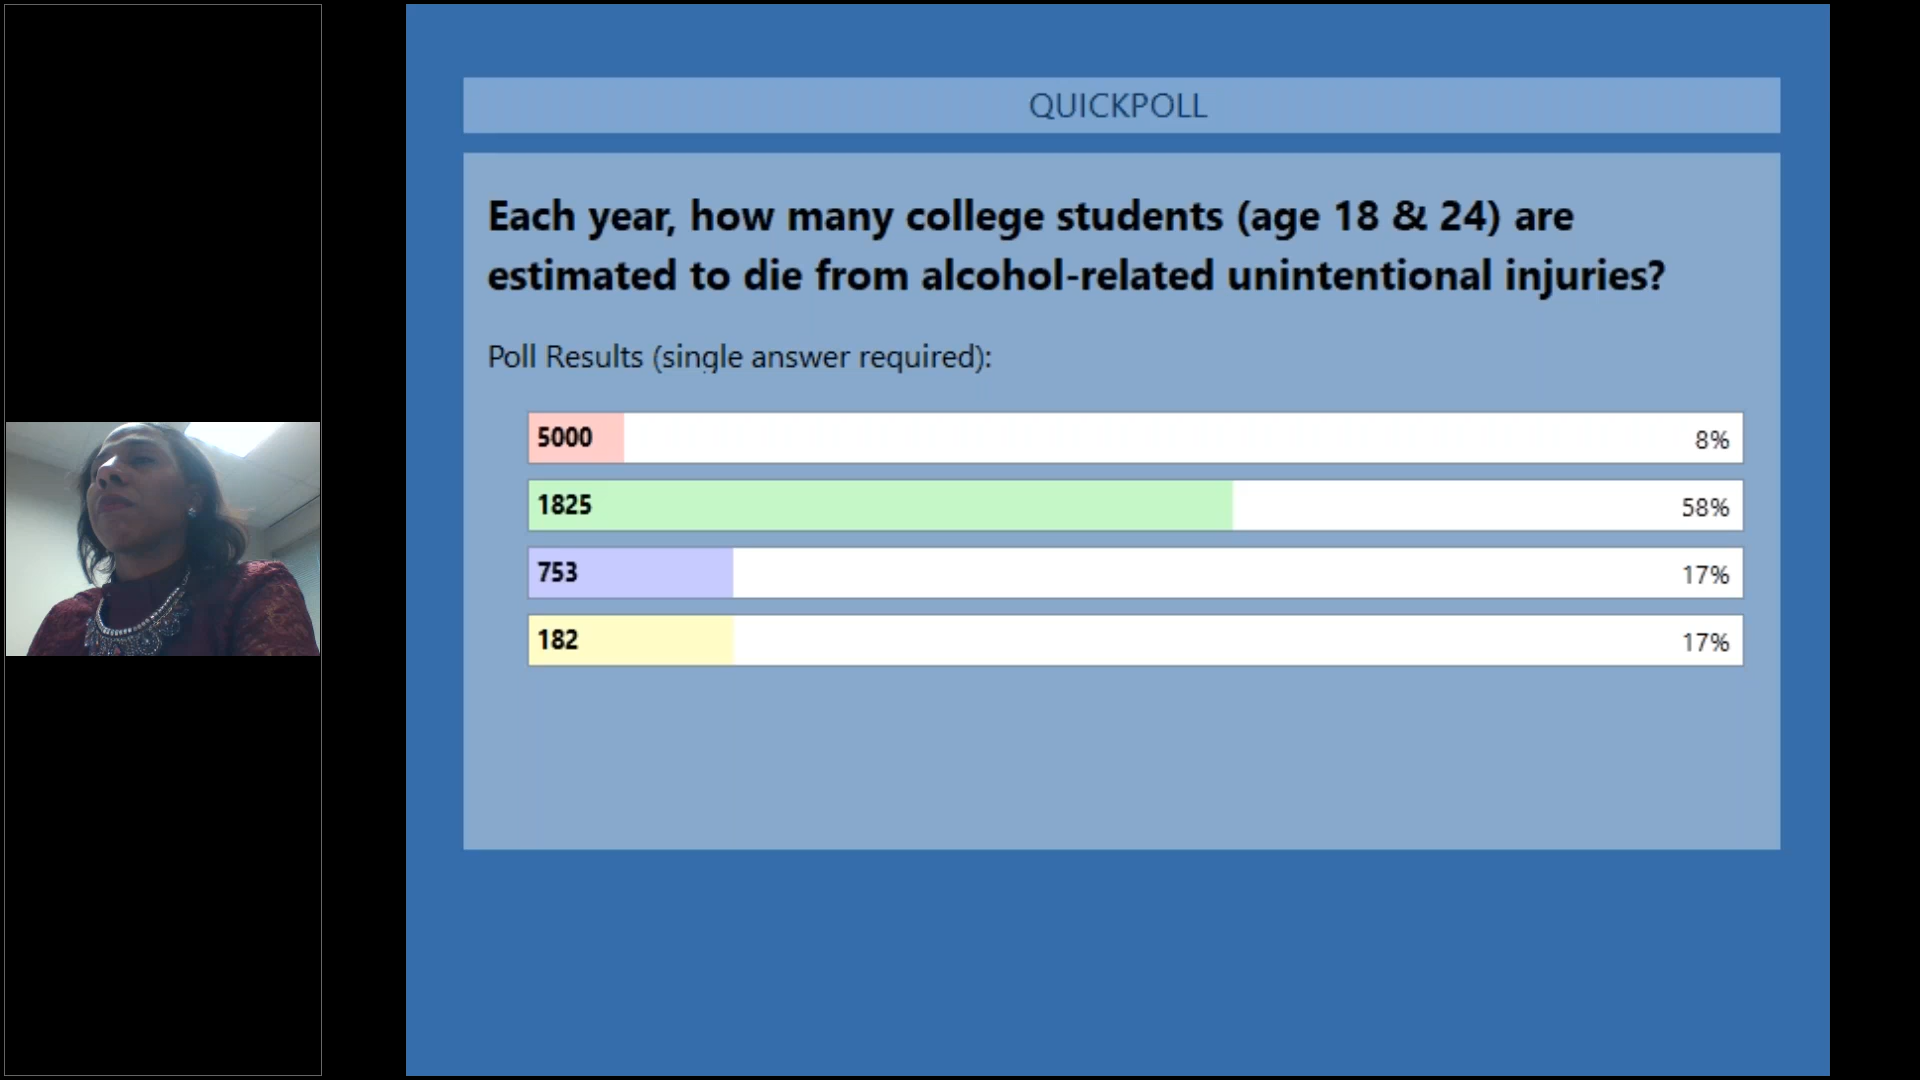 QUICKPOLL
Each year, how many college students (age 18 & 24) are
estimated to die from alcohol-related unintentional injuries?
Poll Results (single answer required):
5000 8%
1825 58%
753 17%
182 17%